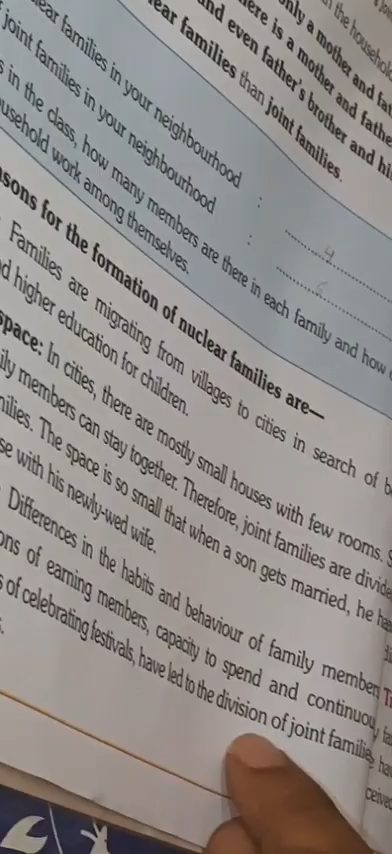 only a mother and fat
there is a mother and fathe
and even father's brother and hi
ear families than joint families.
ear families in your neighbourhood :
joint families in your neighbourhood :
4
5
s in the class, how many members are there in each family and how
usehold work among themselves.
sons for the formation of nuclear families are—
Families are migrating from villages to cities in search of b
d higher education for children.
space: In cities, there are mostly small houses with few rooms. S
ily members can stay together. Therefore, joint families are divide
milies. The space is so small that when a son gets married, he ha
se with his newly-wed wife.
Differences in the habits and behaviour of family member
ons of earning members, capacity to spend and continuou
s of celebrating festivals, have led to the division of joint familie